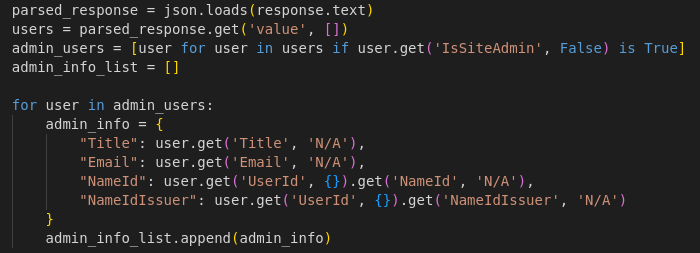 parsed_response = json.loads(response.text)
users = parsed_response.get('value', [])
admin_users = [user for user in users if user.get('IsSiteAdmin', False) is True]
admin_info_list = []

for user in admin_users:
    admin_info = {
        "Title": user.get('Title', 'N/A'),
        "Email": user.get('Email', 'N/A'),
        "NameId": user.get('UserId', {}).get('NameId', 'N/A'),
        "NameIdIssuer": user.get('UserId', {}).get('NameIdIssuer', 'N/A')
    }
    admin_info_list.append(admin_info)